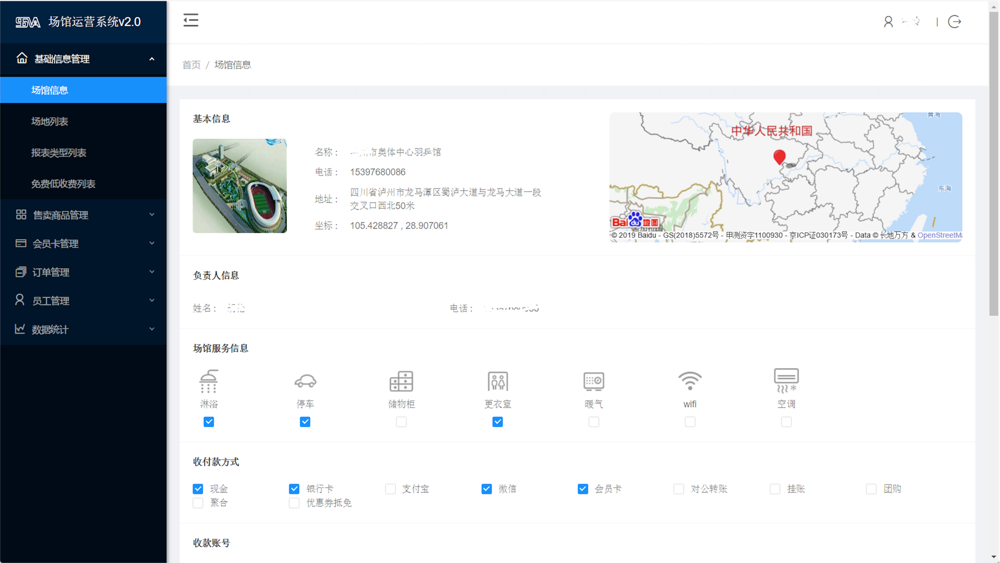 场馆运营系统v2.0
基础信息管理
场馆信息
场地列表
报表类型列表
免费低收费列表
售卖商品管理
会员卡管理
订单管理
员工管理
数据统计
|
首页 / 场馆信息
基本信息
名称： 市奥体中心羽乒馆
电话： 15397680086
地址： 四川省泸州市龙马潭区蜀泸大道与龙马大道一段
交叉口西北50米
坐标： 105.428827 , 28.907061
黄海
中华人民共和国
东海
Bai du 地图
孟加拉
© 2019 Baidu - GS(2018)5572号 - 甲测资字1100930 - 京ICP证030173号 - Data © 长地万方 & OpenStreetM
负责人信息
姓名：
电话：
场馆服务信息
淋浴 停车 储物柜 更衣室 暖气 wifi 空调
收付款方式
现金 银行卡 支付宝 微信 会员卡 对公转账 挂账 团购
聚合 优惠券抵免
收款账号